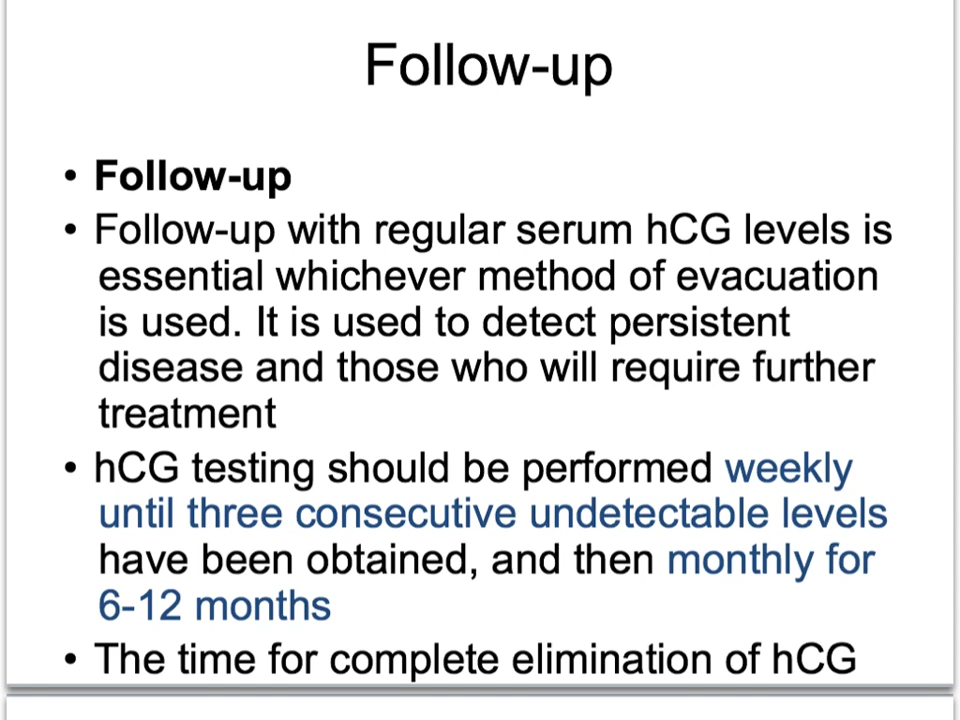 Follow-up
• Follow-up
• Follow-up with regular serum hCG levels is
essential whichever method of evacuation
is used. It is used to detect persistent
disease and those who will require further
treatment
• hCG testing should be performed weekly
until three consecutive undetectable levels
have been obtained, and then monthly for
6-12 months
• The time for complete elimination of hCG